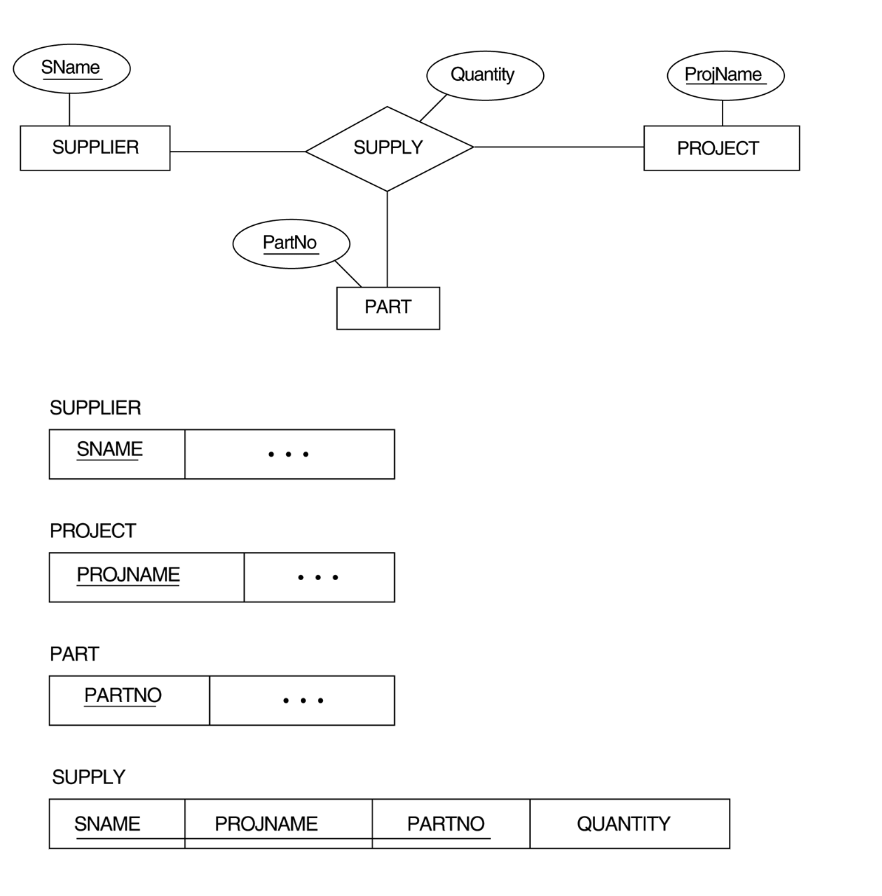 SName
Quantity
ProjName
SUPPLIER
SUPPLY
PROJECT
PartNo
PART
SUPPLIER
SNAME
• • •
PROJECT
PROJNAME
• • •
PART
PARTNO
• • •
SUPPLY
SNAME PROJNAME PARTNO QUANTITY